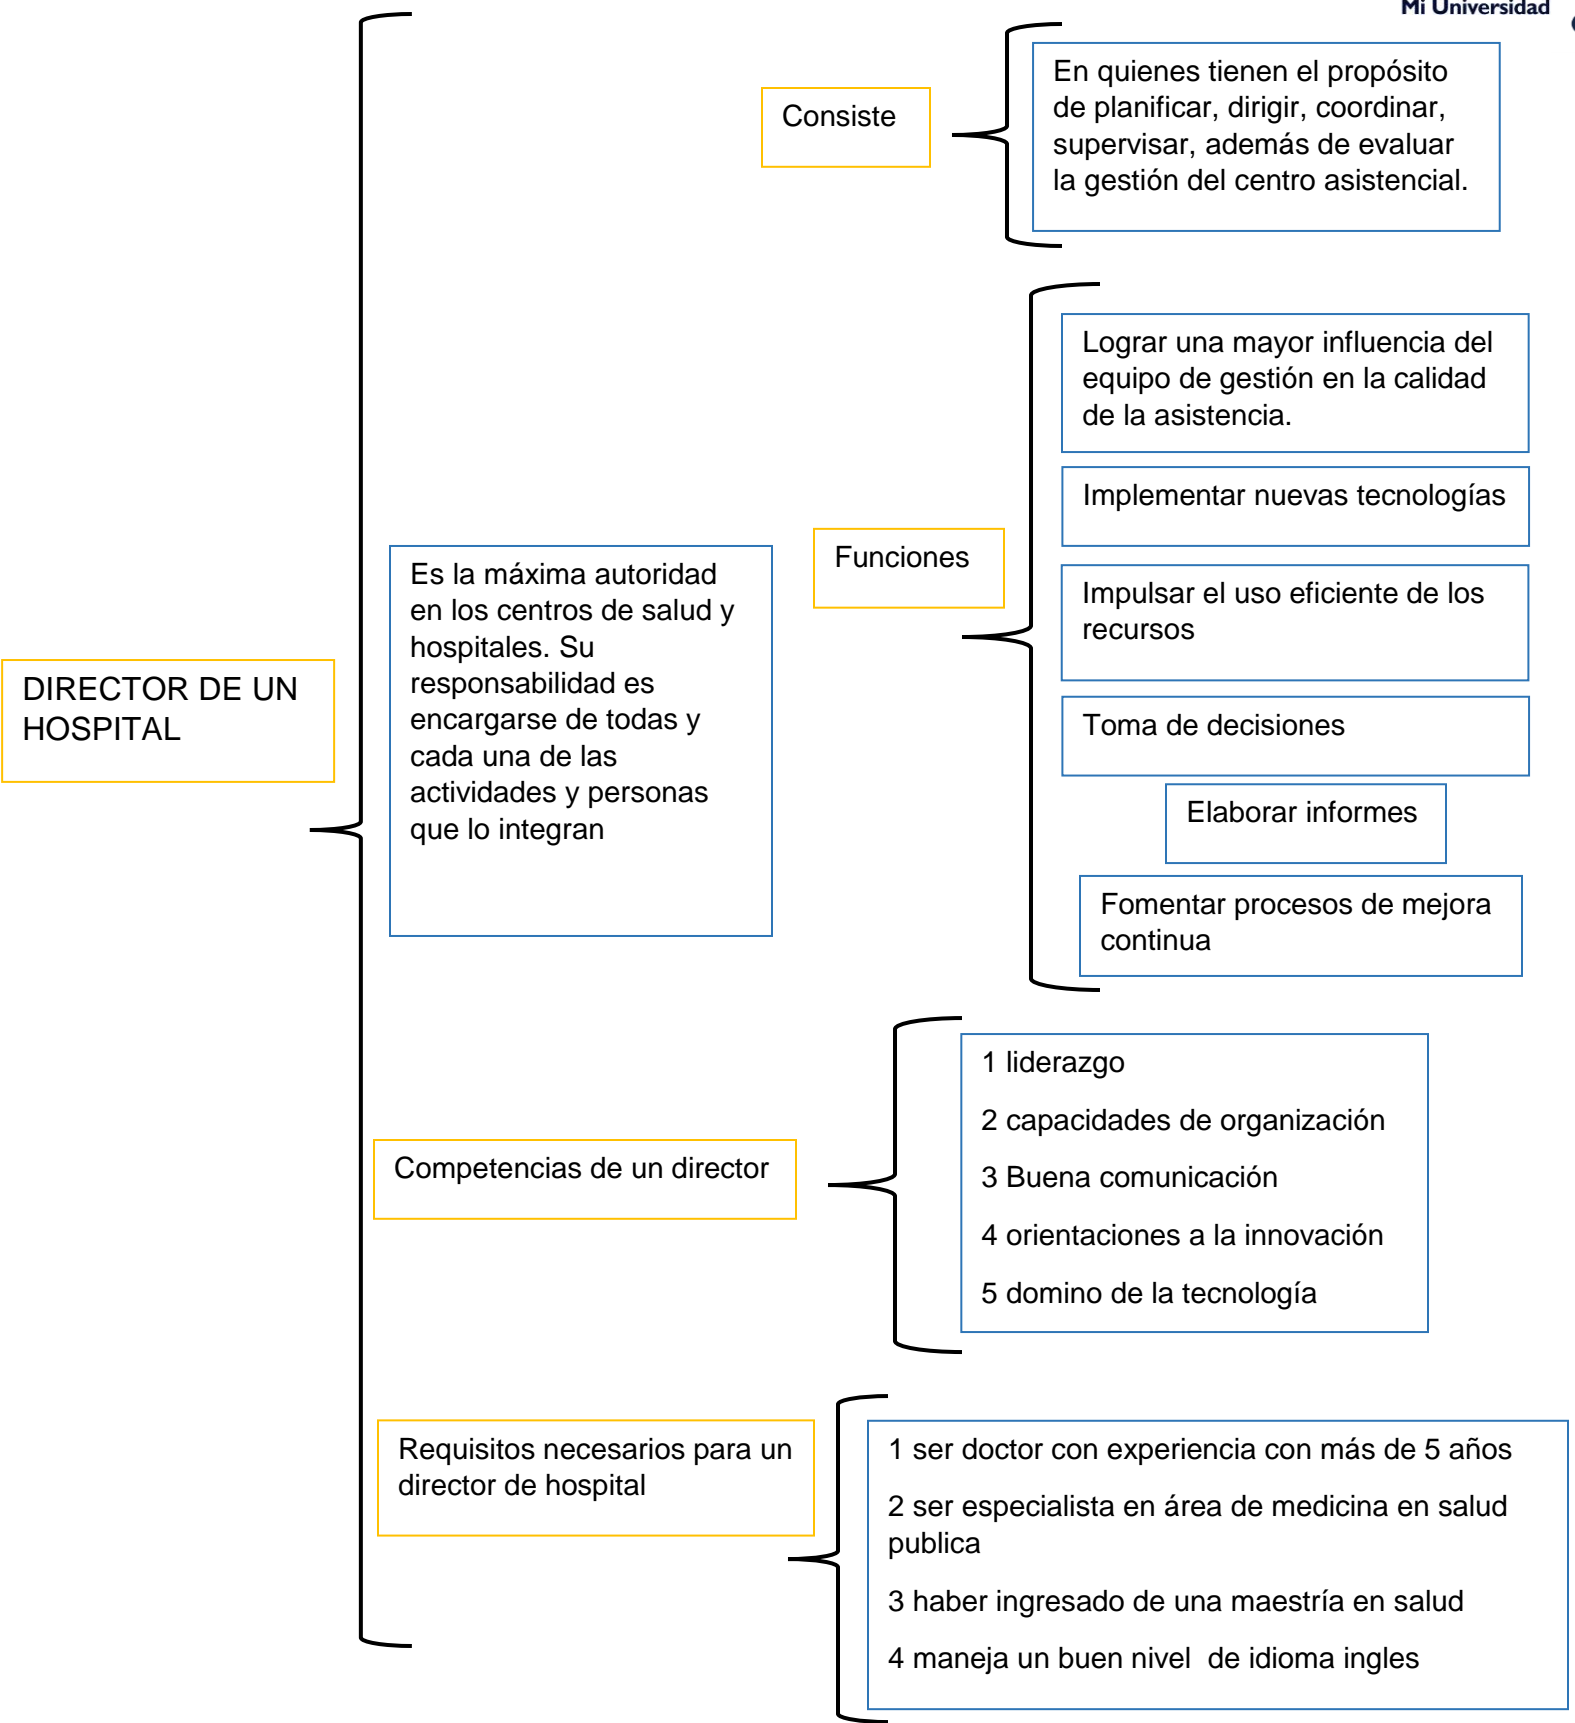 Mi Universidad
Consiste
En quienes tienen el propósito
de planificar, dirigir, coordinar,
supervisar, además de evaluar
la gestión del centro asistencial.
Lograr una mayor influencia del
equipo de gestión en la calidad
de la asistencia.
Implementar nuevas tecnologías
Funciones
Impulsar el uso eficiente de los
recursos
Toma de decisiones
Elaborar informes
Fomentar procesos de mejora
continua
Es la máxima autoridad
en los centros de salud y
hospitales. Su
responsabilidad es
encargarse de todas y
cada una de las
actividades y personas
que lo integran
DIRECTOR DE UN
HOSPITAL
Competencias de un director
1 liderazgo
2 capacidades de organización
3 Buena comunicación
4 orientaciones a la innovación
5 domino de la tecnología
Requisitos necesarios para un
director de hospital
1 ser doctor con experiencia con más de 5 años
2 ser especialista en área de medicina en salud
publica
3 haber ingresado de una maestría en salud
4 maneja un buen nivel  de idioma ingles